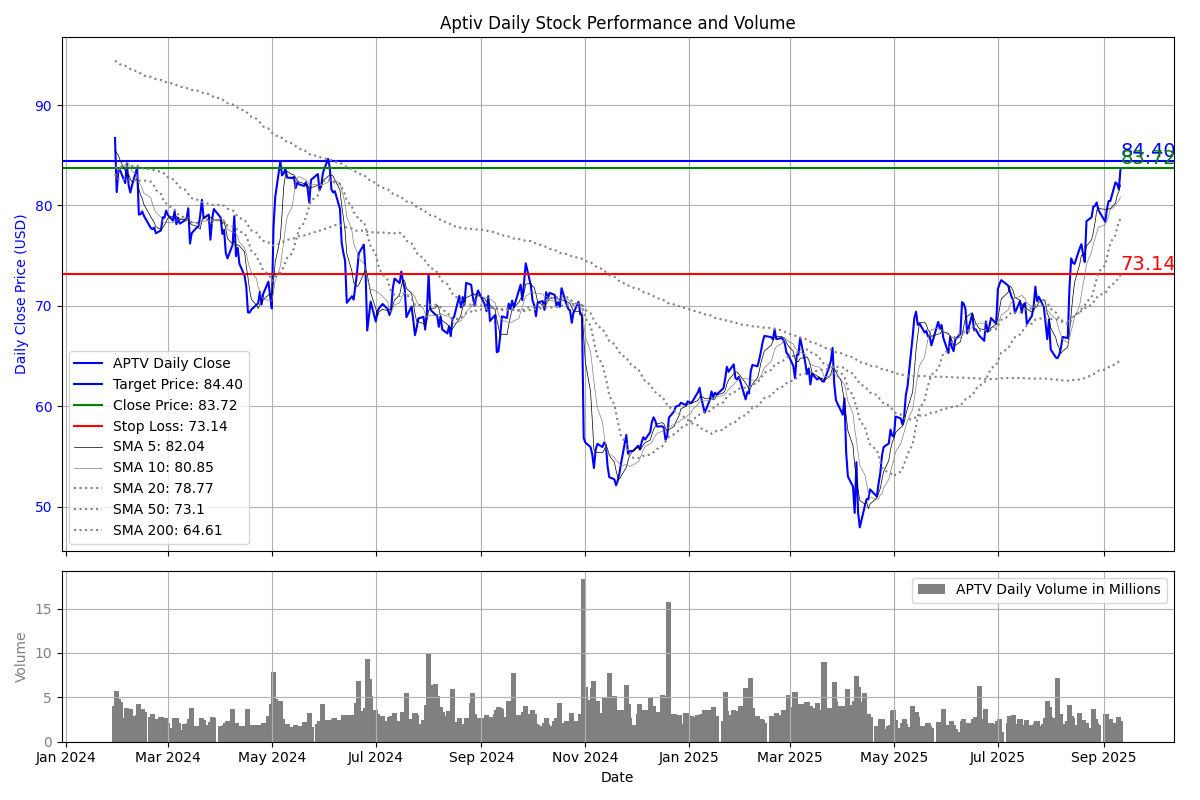 Aptiv Daily Stock Performance and Volume
Daily Close Price (USD)
90
80
70
60
50
84.40
83.72
73.14
APTV Daily Close
Target Price: 84.40
Close Price: 83.72
Stop Loss: 73.14
SMA 5: 82.04
SMA 10: 80.85
SMA 20: 78.77
SMA 50: 73.1
SMA 200: 64.61
Volume
15
10
5
0
APTV Daily Volume in Millions
Jan 2024 Mar 2024 May 2024 Jul 2024 Sep 2024 Nov 2024 Jan 2025 Mar 2025 May 2025 Jul 2025 Sep 2025
Date